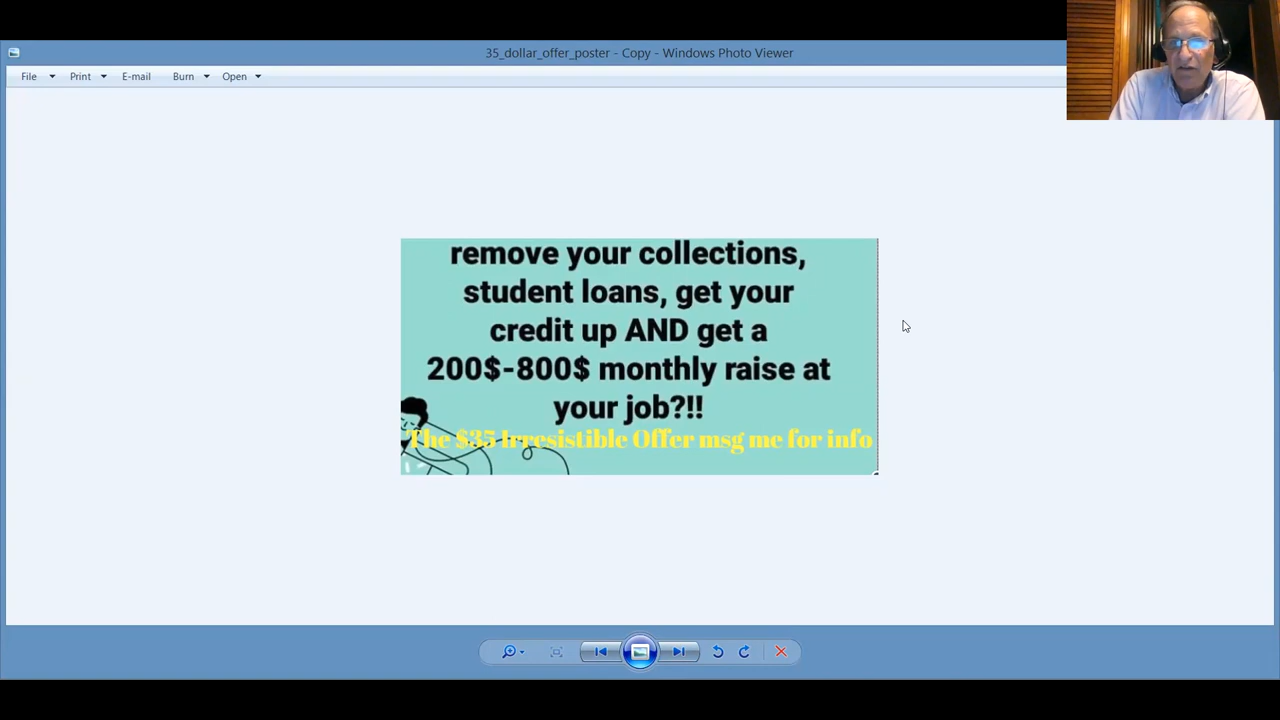 35_dollar_offer_poster - Copy - Windows Photo Viewer
File Print E-mail Burn Open
remove your collections,
student loans, get your
credit up AND get a
200$-800$ monthly raise at
your job?!!
The $35 Irresistible Offer msg me for info